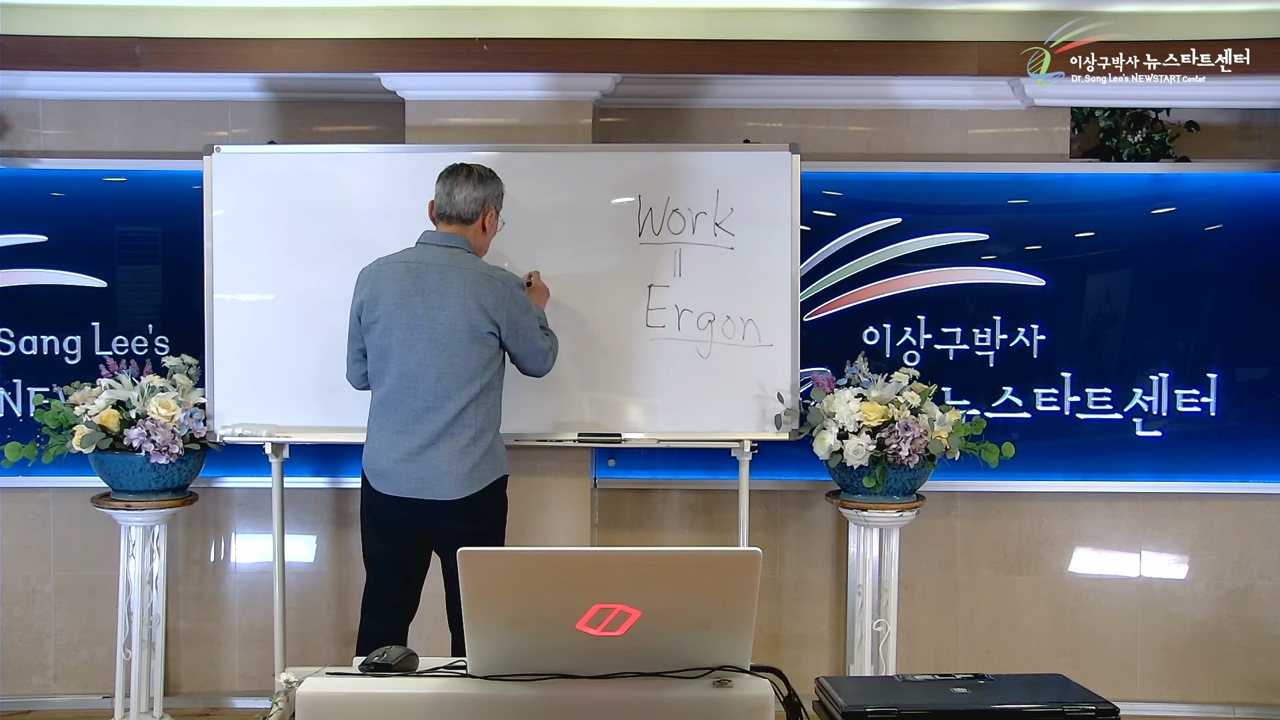 이상구박사 뉴스타트센터
Dr. Sang Lee's NEWSTART Center
Work
=
Ergon
Sang Lee's
이상구박사
뉴스타트센터